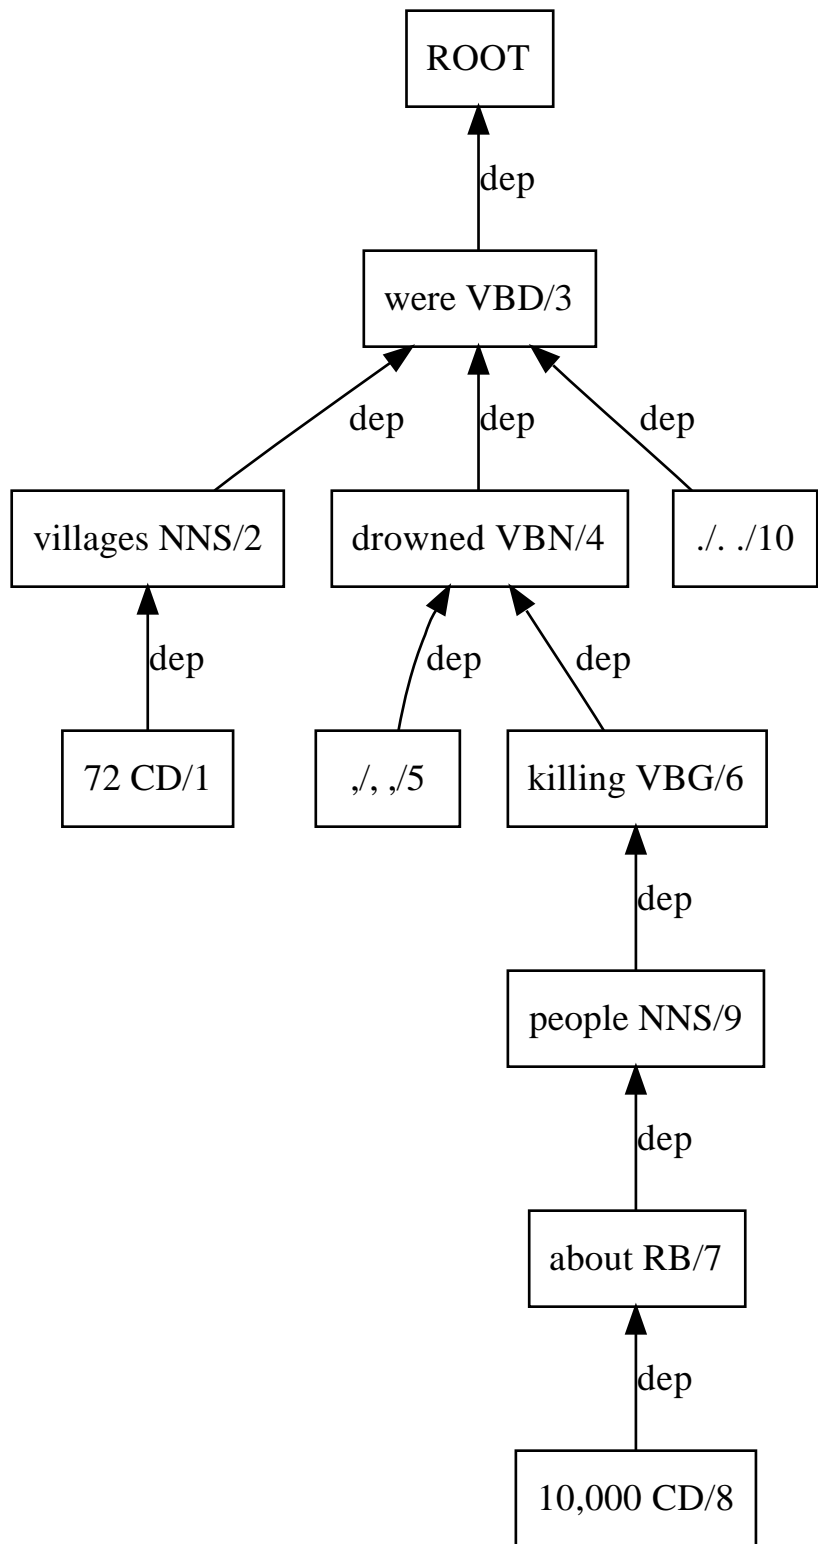 ROOT
dep
were VBD/3
dep dep dep
villages NNS/2 drowned VBN/4 ./. ./10
dep dep dep
72 CD/1 ,/, ,/5 killing VBG/6
dep
people NNS/9
dep
about RB/7
dep
10,000 CD/8